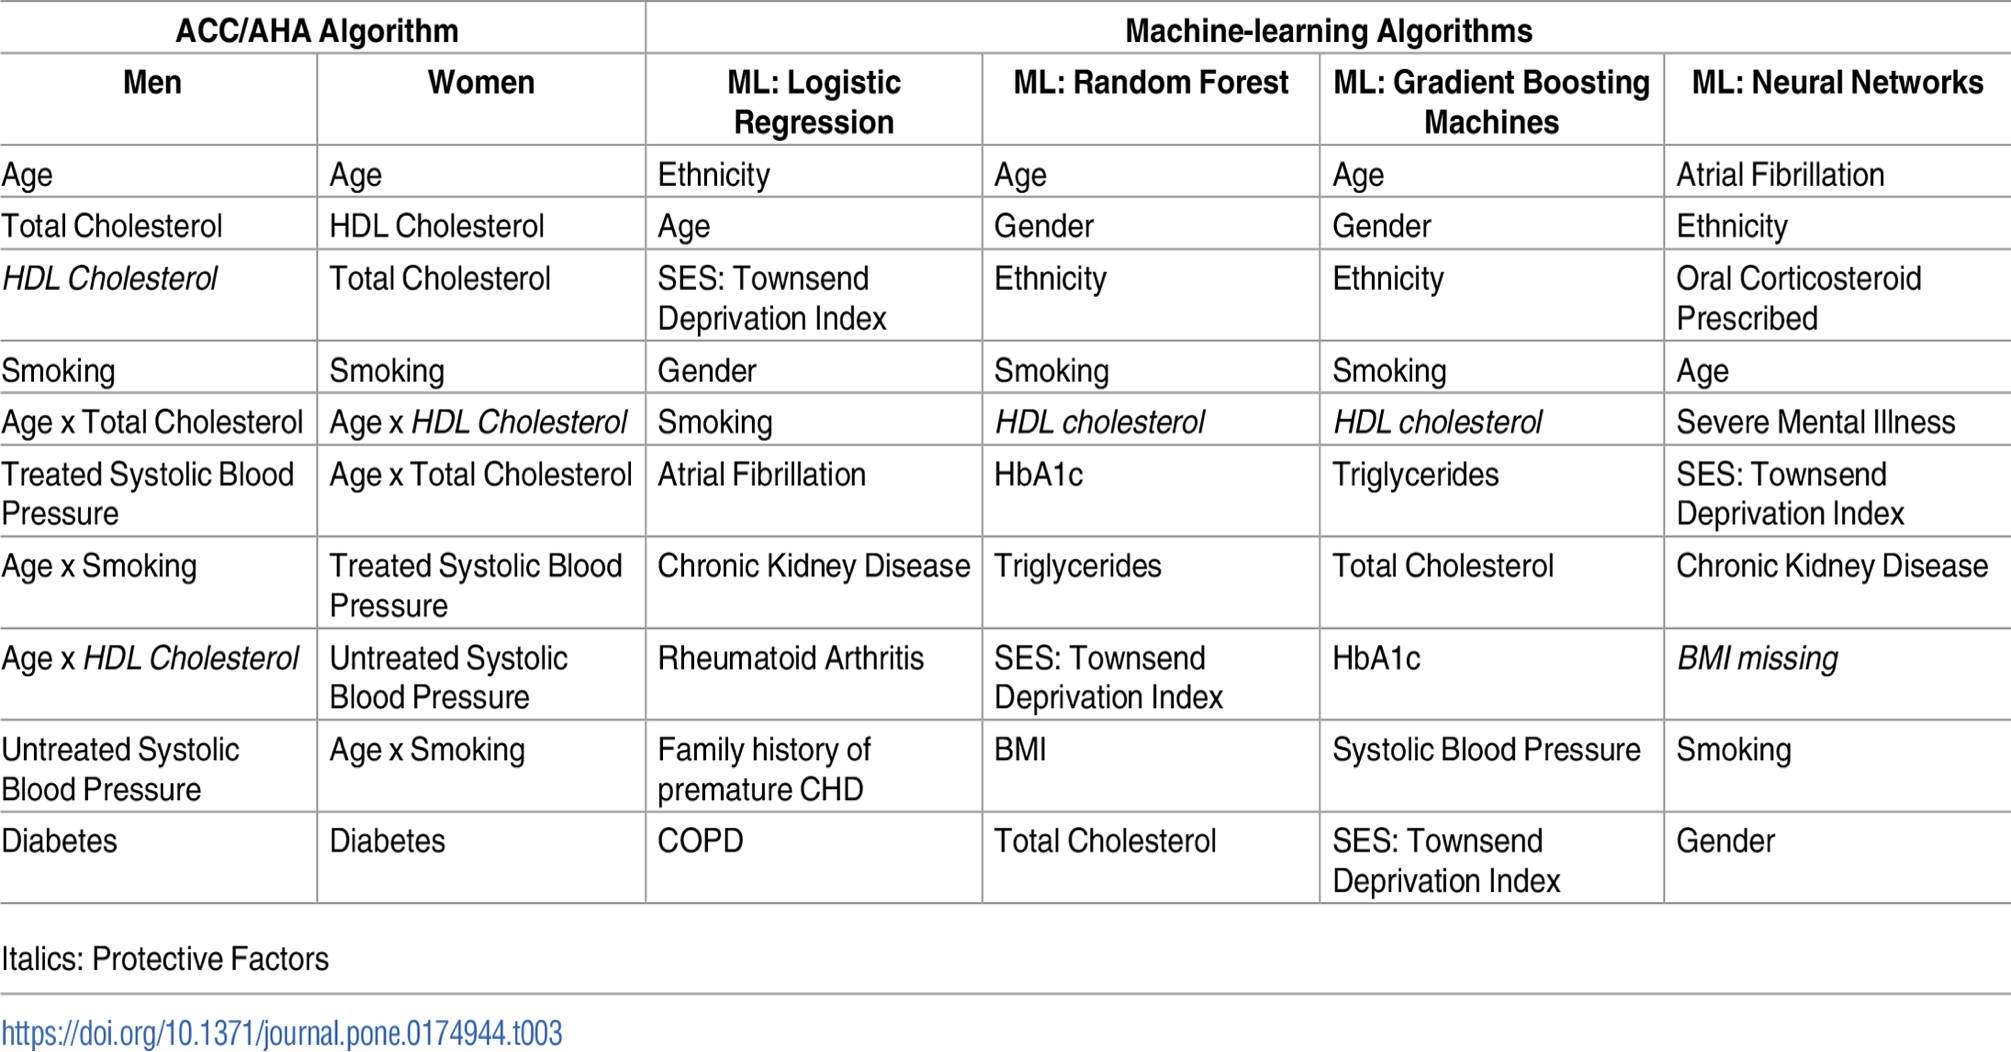 ACC/AHA Algorithm Machine-learning Algorithms
Men Women ML: Logistic Regression ML: Random Forest ML: Gradient Boosting Machines ML: Neural Networks
Age Age Ethnicity Age Age Atrial Fibrillation
Total Cholesterol HDL Cholesterol Age Gender Gender Ethnicity
HDL Cholesterol Total Cholesterol SES: Townsend Deprivation Index Ethnicity Ethnicity Oral Corticosteroid Prescribed
Smoking Smoking Gender Smoking Smoking Age
Age x Total Cholesterol Age x HDL Cholesterol Smoking HDL cholesterol HDL cholesterol Severe Mental Illness
Treated Systolic Blood Pressure Age x Total Cholesterol Atrial Fibrillation HbA1c Triglycerides SES: Townsend Deprivation Index
Age x Smoking Treated Systolic Blood Pressure Chronic Kidney Disease Triglycerides Total Cholesterol Chronic Kidney Disease
Age x HDL Cholesterol Untreated Systolic Blood Pressure Rheumatoid Arthritis SES: Townsend Deprivation Index HbA1c BMI missing
Untreated Systolic Blood Pressure Age x Smoking Family history of premature CHD BMI Systolic Blood Pressure Smoking
Diabetes Diabetes COPD Total Cholesterol SES: Townsend Deprivation Index Gender
Italics: Protective Factors
https://doi.org/10.1371/journal.pone.0174944.t003